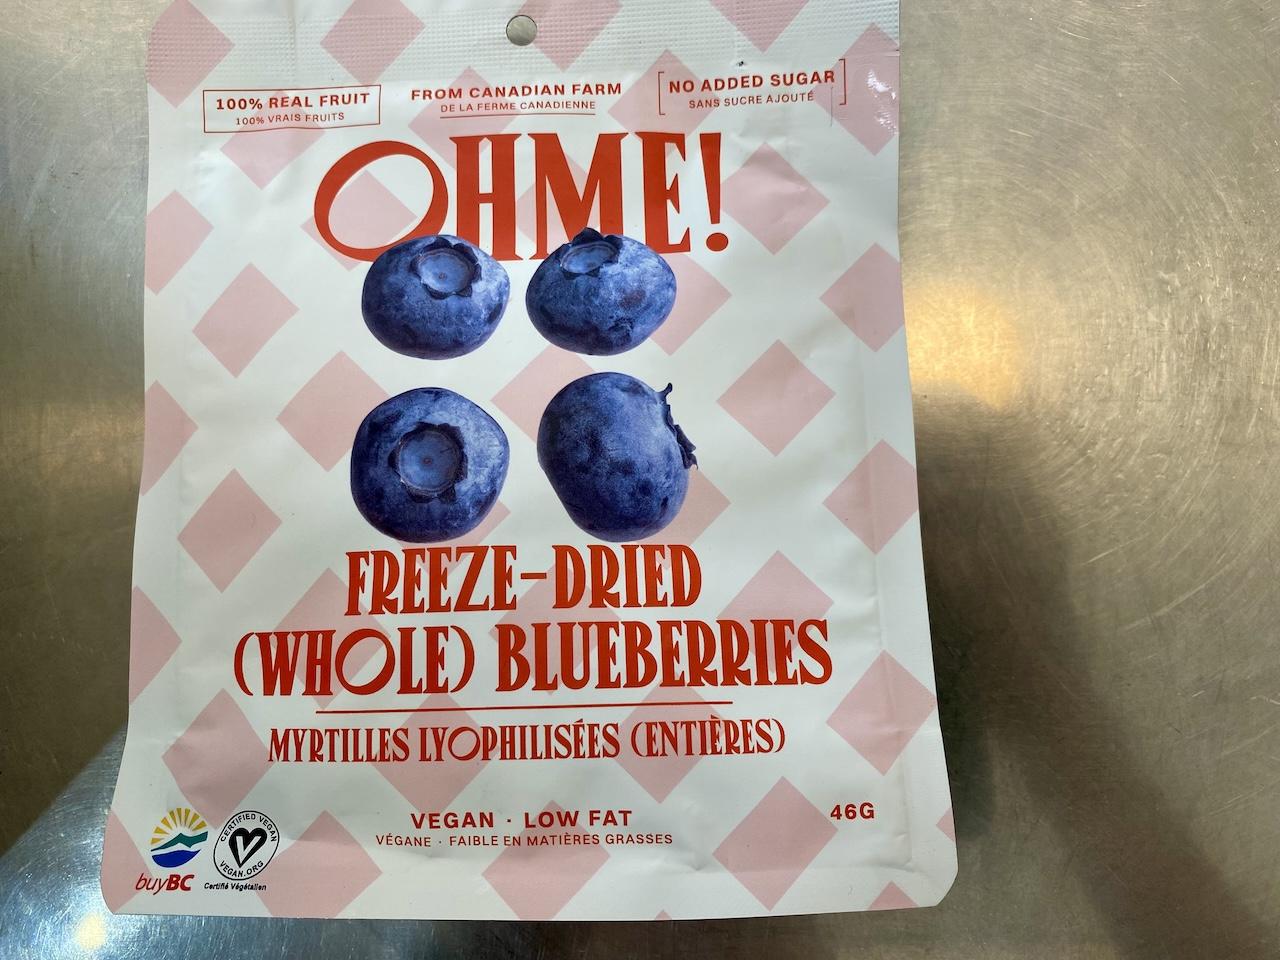 100% REAL FRUIT
100% VRAIS FRUITS
FROM CANADIAN FARM
DE LA FERME CANADIENNE
NO ADDED SUGAR
SANS SUCRE AJOUTÉ
OHME!
FREEZE-DRIED
(WHOLE) BLUEBERRIES
MYRTILLES LYOPHILISÉES (ENTIÈRES)
VEGAN · LOW FAT
VÉGANE · FAIBLE EN MATIÈRES GRASSES
46G
buyBC
CERTIFIED VEGAN
VEGAN.ORG
Certifié Végétalien